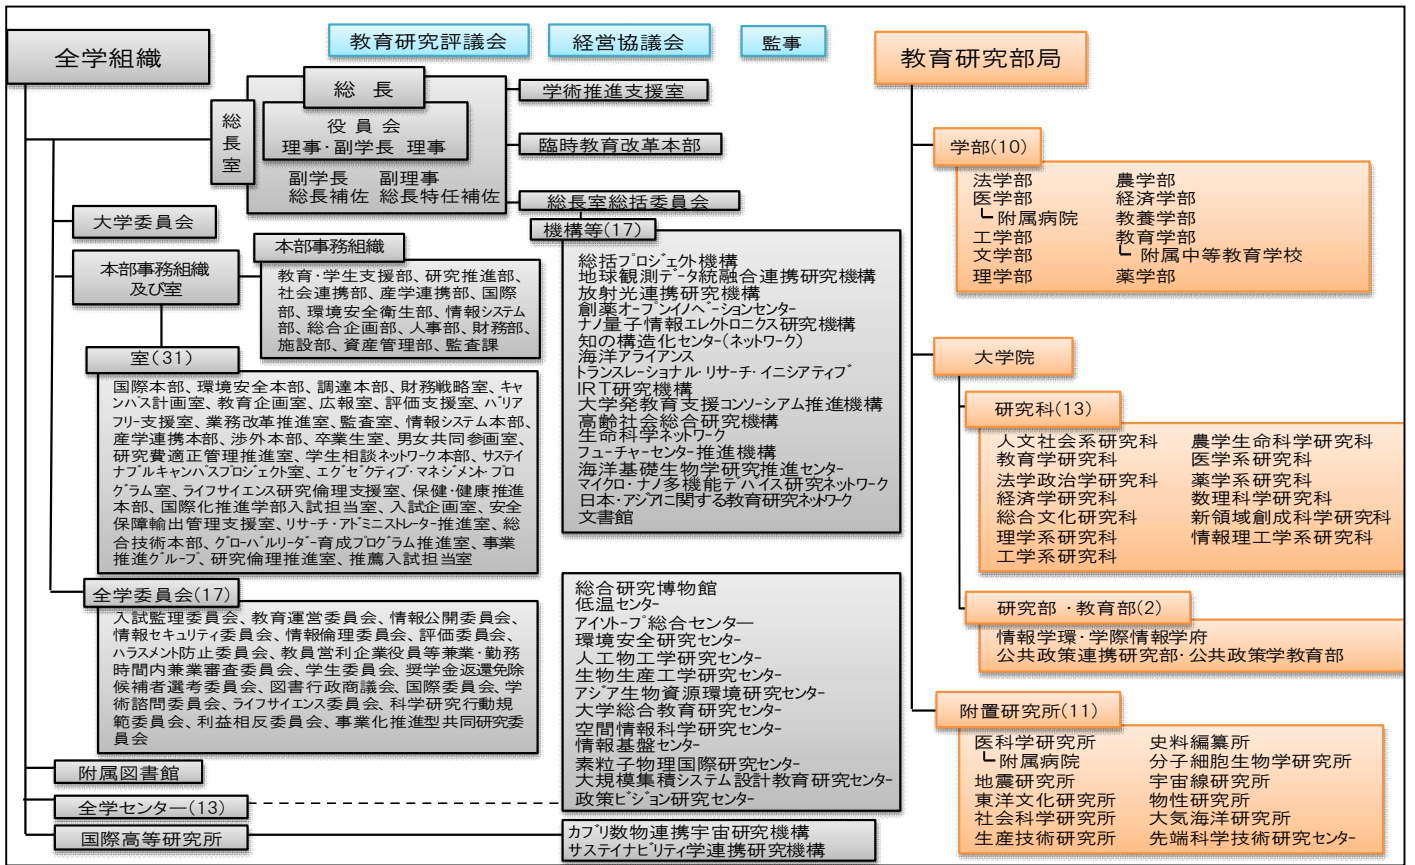 全学組織
教育研究評議会
経営協議会
監事
教育研究部局
総長室
総 長
役 員 会
理事・副学長 理事
副学長 副理事
総長補佐 総長特任補佐
学術推進支援室
臨時教育改革本部
総長室総括委員会
大学委員会
本部事務組織
及び室
本部事務組織
教育・学生支援部、研究推進部、
社会連携部、産学連携部、国際
部、環境安全衛生部、情報システム
部、総合企画部、人事部、財務部、
施設部、資産管理部、監査課
室(31)
国際本部、環境安全本部、調達本部、財務戦略室、キャ
ンパス計画室、教育企画室、広報室、評価支援室、バリア
フリー支援室、業務改革推進室、監査室、情報システム本部、
産学連携本部、渉外本部、卒業生室、男女共同参画室、
研究費適正管理推進室、学生相談ネットワーク本部、サステイ
ナブルキャンパスプロジェクト室、エグゼクティブ・マネジメント・プロ
グラム室、ライフサイエンス研究倫理支援室、保健・健康推進
本部、国際化推進学部入試担当室、入試企画室、安全
保障輸出管理支援室、リサーチ・アドミニストレーター推進室、総
合技術本部、グローバルリーダー育成プログラム推進室、事業
推進グループ、研究倫理推進室、推薦入試担当室
全学委員会(17)
入試監理委員会、教育運営委員会、情報公開委員会、
情報セキュリティ委員会、情報倫理委員会、評価委員会、
ハラスメント防止委員会、教員営利企業役員等兼業・勤務
時間内兼業審査委員会、学生委員会、奨学金返還免除
候補者選考委員会、図書行政商議会、国際委員会、学
術諮問委員会、ライフサイエンス委員会、科学研究行動規
範委員会、利益相反委員会、事業化推進型共同研究委
員会
附属図書館
全学センター(13)
国際高等研究所
機構等(17)
総括プロジェクト機構
地球観測データ統融合連携研究機構
放射光連携研究機構
創薬オープンイノベーションセンター
ナノ量子情報エレクトロニクス研究機構
知の構造化センター(ネットワーク)
海洋アライアンス
トランスレーショナル・リサーチ・イニシアティブ
IRT研究機構
大学発教育支援コンソーシアム推進機構
高齢社会総合研究機構
生命科学ネットワーク
フューチャーセンター推進機構
海洋基礎生物学研究推進センター
マイクロ・ナノ多機能デバイス研究ネットワーク
日本・アジアに関する教育研究ネットワーク
文書館
総合研究博物館
低温センター
アイソトープ総合センター
環境安全研究センター
人工物工学研究センター
生物生産工学研究センター
アジア生物資源環境研究センター
大学総合教育研究センター
空間情報科学研究センター
情報基盤センター
素粒子物理国際研究センター
大規模集積システム設計教育研究センター
政策ビジョン研究センター
カブリ数物連携宇宙研究機構
サステイナビリティ学連携研究機構
学部(10)
法学部 農学部
医学部 経済学部
附属病院 教養学部
工学部 教育学部
文学部 附属中等教育学校
理学部 薬学部
大学院
研究科(13)
人文社会系研究科 農学生命科学研究科
教育学研究科 医学系研究科
法学政治学研究科 薬学系研究科
経済学研究科 数理科学研究科
総合文化研究科 新領域創成科学研究科
理学系研究科 情報理工学系研究科
工学系研究科
研究部 ・教育部(2)
情報学環・学際情報学府
公共政策連携研究部・公共政策学教育部
附置研究所(11)
医科学研究所 史料編纂所
附属病院 分子細胞生物学研究所
地震研究所 宇宙線研究所
東洋文化研究所 物性研究所
社会科学研究所 大気海洋研究所
生産技術研究所 先端科学技術研究センター